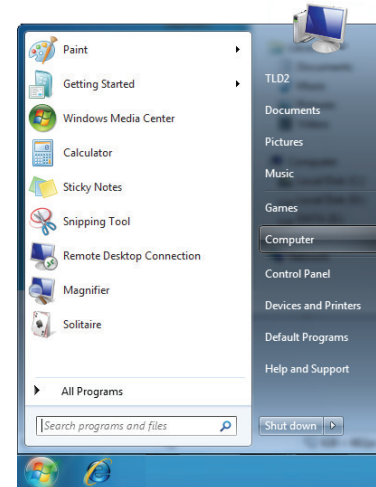 Paint
Getting Started
Windows Media Center
Calculator
Sticky Notes
Snipping Tool
Remote Desktop Connection
Magnifier
Solitaire
All Programs
Search programs and files
TLD2
Documents
Pictures
Music
Games
Computer
Control Panel
Devices and Printers
Default Programs
Help and Support
Shut down